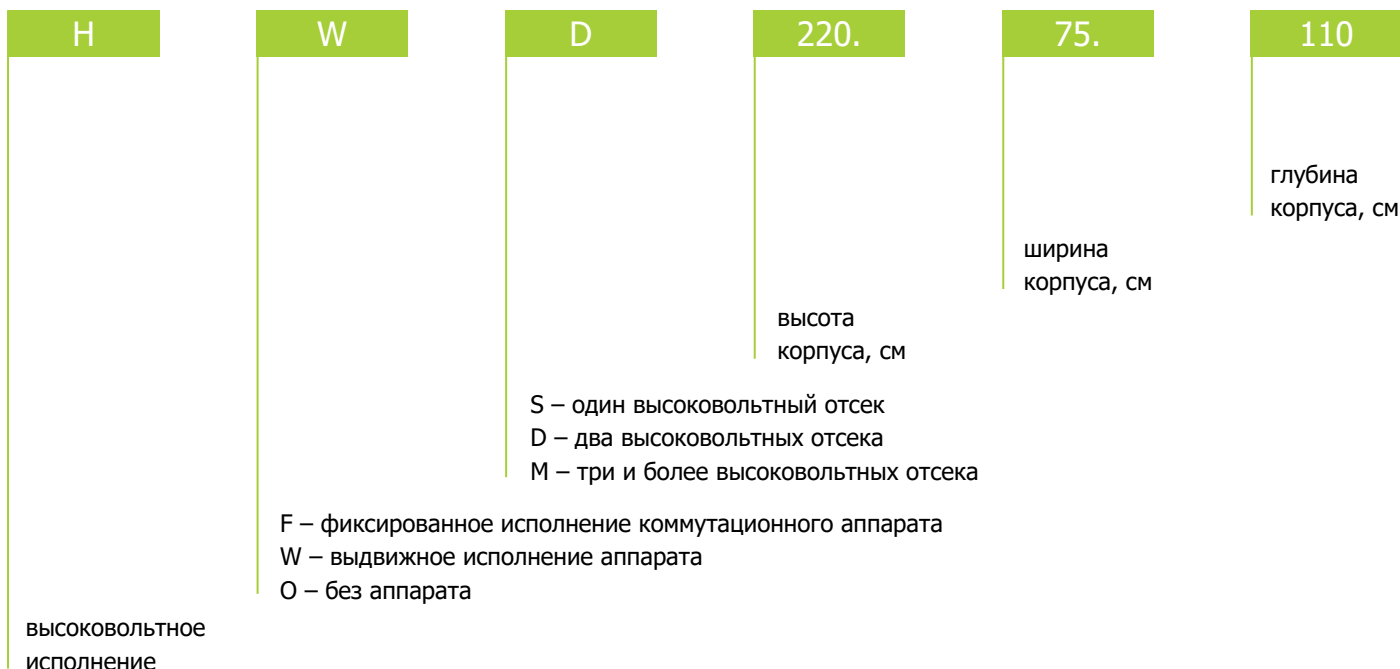 H W D 220. 75. 110
глубина
корпуса, см
ширина
корпуса, см
высота
корпуса, см
S – один высоковольтный отсек
D – два высоковольтных отсека
M – три и более высоковольтных отсека
F – фиксированное исполнение коммутационного аппарата
W – выдвижное исполнение аппарата
O – без аппарата
высоковольтное
исполнение